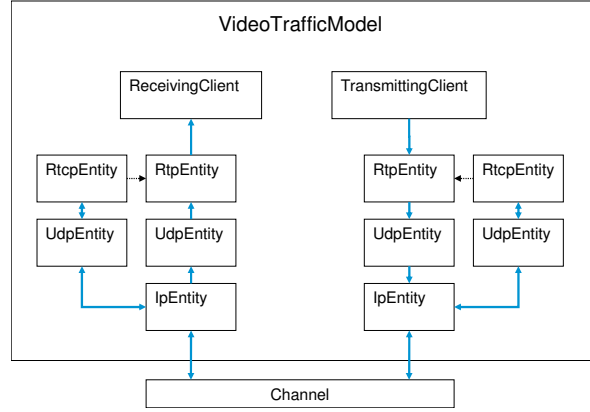 VideoTrafficModel
ReceivingClient
TransmittingClient
RtcpEntity
RtpEntity
RtpEntity
RtcpEntity
UdpEntity
UdpEntity
UdpEntity
UdpEntity
IpEntity
IpEntity
Channel